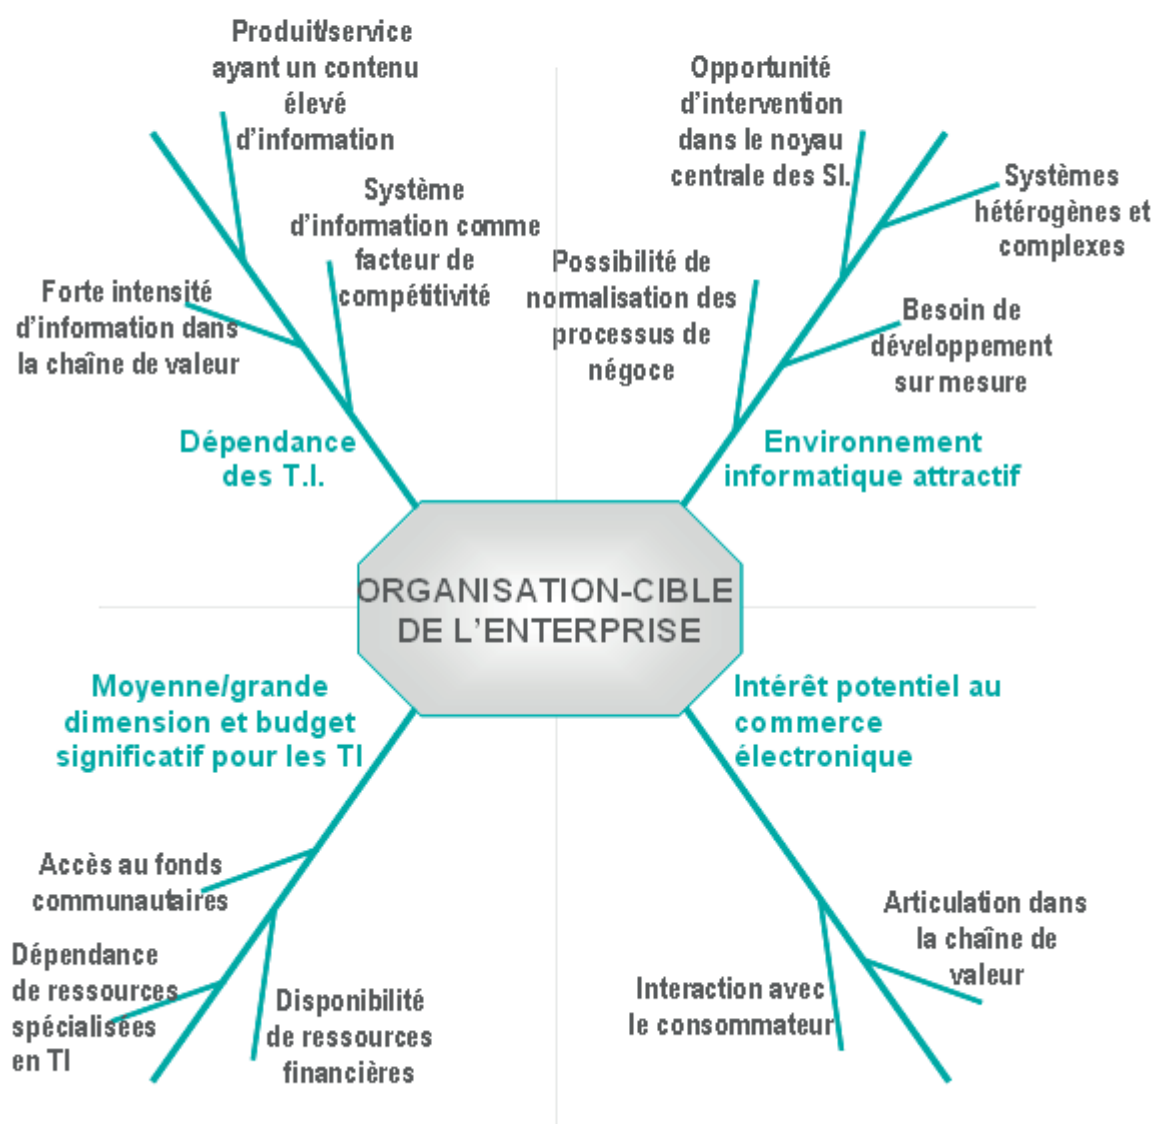 Produit/service
ayant un contenu
élevé
d'information
Système
d'information comme
facteur de
compétitivité
Forte intensité
d'information dans
la chaîne de valeur
Dépendance
des T.I.
Opportunité
d'intervention
dans le noyau
centrale des SI.
Systèmes
hétérogènes et
complexes
Possibilité de
normalisation des
processus de
négoce
Besoin de
développement
sur mesure
Environnement
informatique attractif
ORGANISATION-CIBLE
DE L'ENTERPRISE
Moyenne/grande
dimension et budget
significatif pour les TI
Accès au fonds
communautaires
Dépendance
de ressources
spécialisées
en TI
Disponibilité
de ressources
financières
Intérêt potentiel au
commerce
électronique
Articulation dans
la chaîne de
valeur
Interaction avec
le consommateur